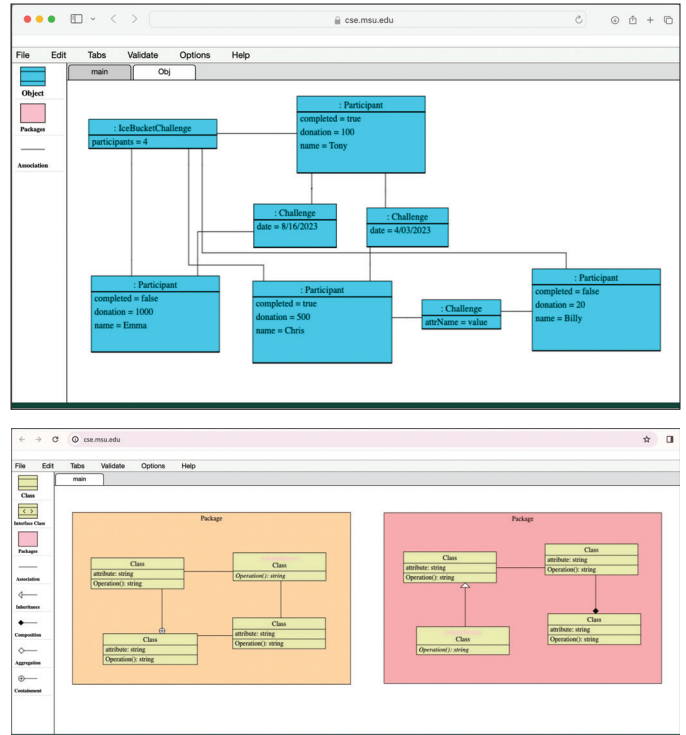 cse.msu.edu
File Edit Tabs Validate Options Help
main Obj
Object
Packages
Association
: IceBucketChallenge
participants = 4
: Participant
completed = true
donation = 100
name = Tony
: Challenge
date = 8/16/2023
: Challenge
date = 4/03/2023
: Participant
completed = false
donation = 1000
name = Emma
: Participant
completed = true
donation = 500
name = Chris
: Challenge
attrName = value
: Participant
completed = false
donation = 20
name = Billy
cse.msu.edu
File Edit Tabs Validate Options Help
main
Class
Interface Class
Packages
Association
Inheritance
Composition
Aggregation
Containment
Package
Class
attribute: string
Operation(): string
Class
Operation(): string
Class
attribute: string
Operation(): string
Class
attribute: string
Operation(): string
Package
Class
attribute: string
Operation(): string
Class
attribute: string
Operation(): string
Class
Operation(): string
Class
attribute: string
Operation(): string